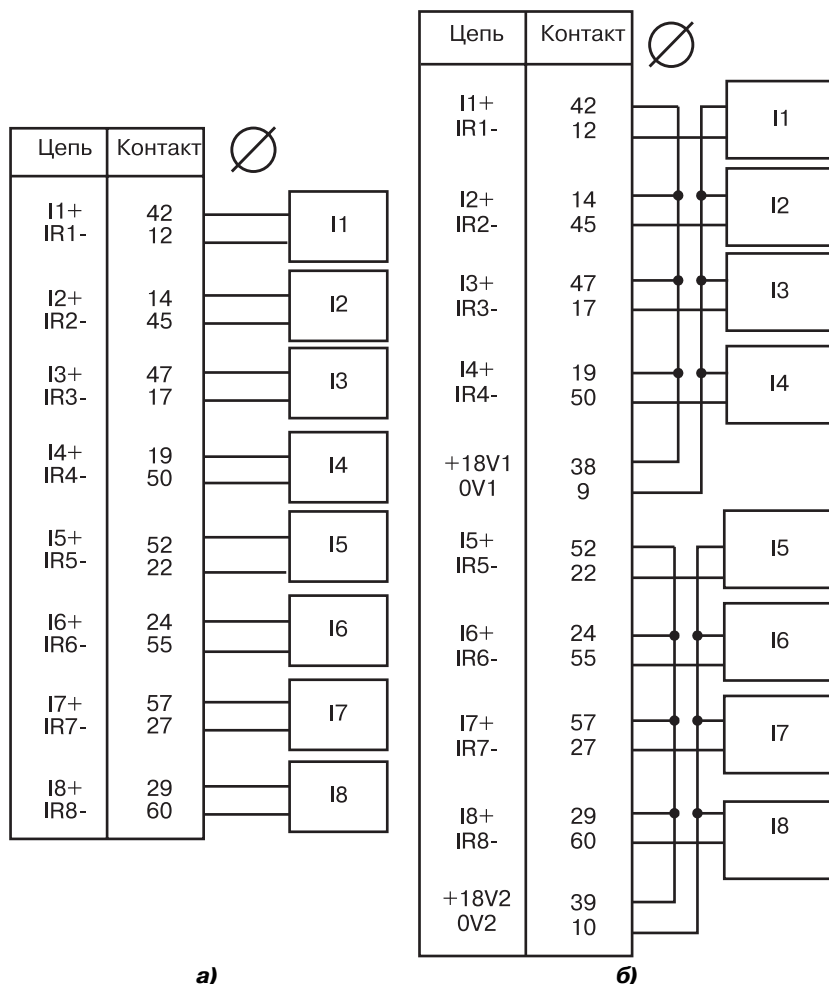 Цепь Контакт
I1+ 42
IR1- 12
I1
I2+ 14
IR2- 45
I2
I3+ 47
IR3- 17
I3
I4+ 19
IR4- 50
I4
I5+ 52
IR5- 22
I5
I6+ 24
IR6- 55
I6
I7+ 57
IR7- 27
I7
I8+ 29
IR8- 60
I8
а)
Цепь Контакт
I1+ 42
IR1- 12
I1
I2+ 14
IR2- 45
I2
I3+ 47
IR3- 17
I3
I4+ 19
IR4- 50
I4
+18V1 38
0V1 9
I5+ 52
IR5- 22
I5
I6+ 24
IR6- 55
I6
I7+ 57
IR7- 27
I7
I8+ 29
IR8- 60
I8
+18V2 39
0V2 10
б)